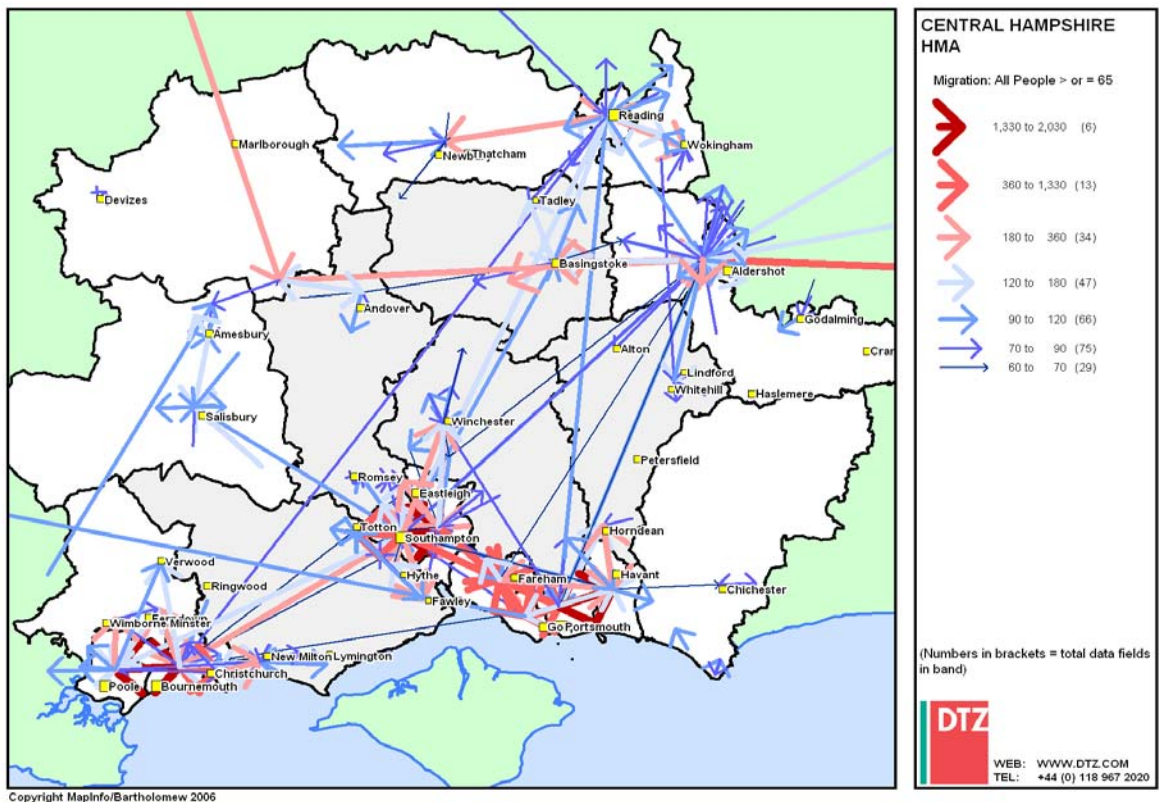 CENTRAL HAMPSHIRE
HMA
Migration: All People > or = 65
1,330 to 2,030 (6)
360 to 1,330 (13)
180 to 360 (34)
120 to 180 (47)
90 to 120 (66)
70 to 90 (75)
60 to 70 (29)
(Numbers in brackets = total data fields
in band)
DTZ
WEB: WWW.DTZ.COM
TEL: +44 (0) 118 967 2020
Reading
Marlborough
Thatcham
Wokingham
Devizes
Tadley
Basingstoke
Aldershot
Andover
Godalming
Amesbury
Alton
Cran
Lindford
Whitehill
Haslemere
Salisbury
Winchester
Petersfield
Romsey
Eastleigh
Totton
Southampton
Horndean
Verwood
Hythe
Fareham
Havant
Ringwood
Fawley
Chichester
Wimborne Minster
Go
Portsmouth
New Milton
Lymington
Christchurch
Poole
Bournemouth
Copyright MapInfo/Bartholomew 2006